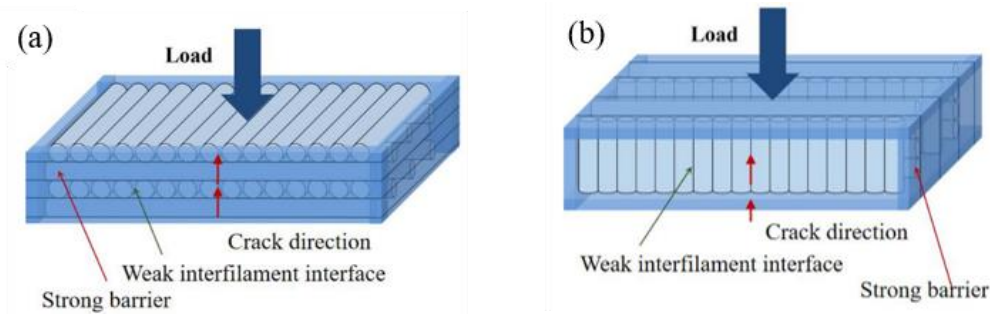 (a)
Load
Crack direction
Weak interfilament interface
Strong barrier
(b)
Load
Crack direction
Weak interfilament interface
Strong barrier